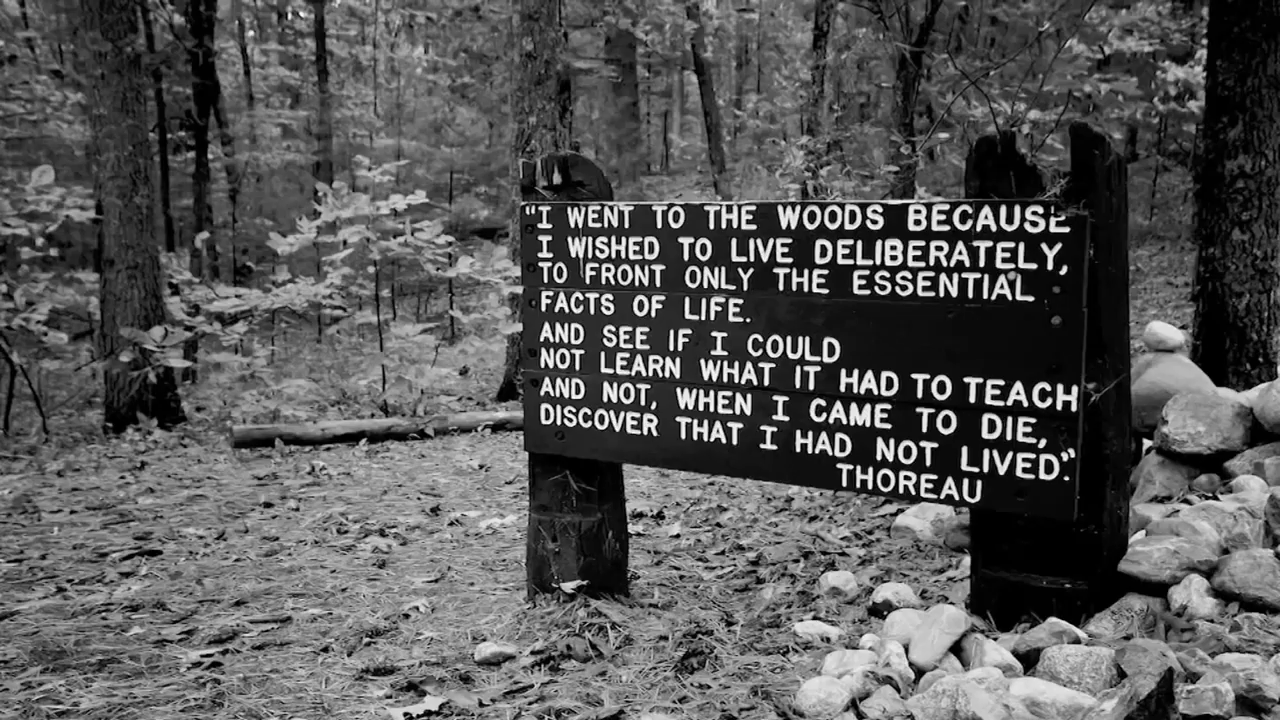 "I WENT TO THE WOODS BECAUSE
I WISHED TO LIVE DELIBERATELY,
TO FRONT ONLY THE ESSENTIAL
FACTS OF LIFE.
AND SEE IF I COULD
NOT LEARN WHAT IT HAD TO TEACH
AND NOT, WHEN I CAME TO DIE,
DISCOVER THAT I HAD NOT LIVED."
THOREAU